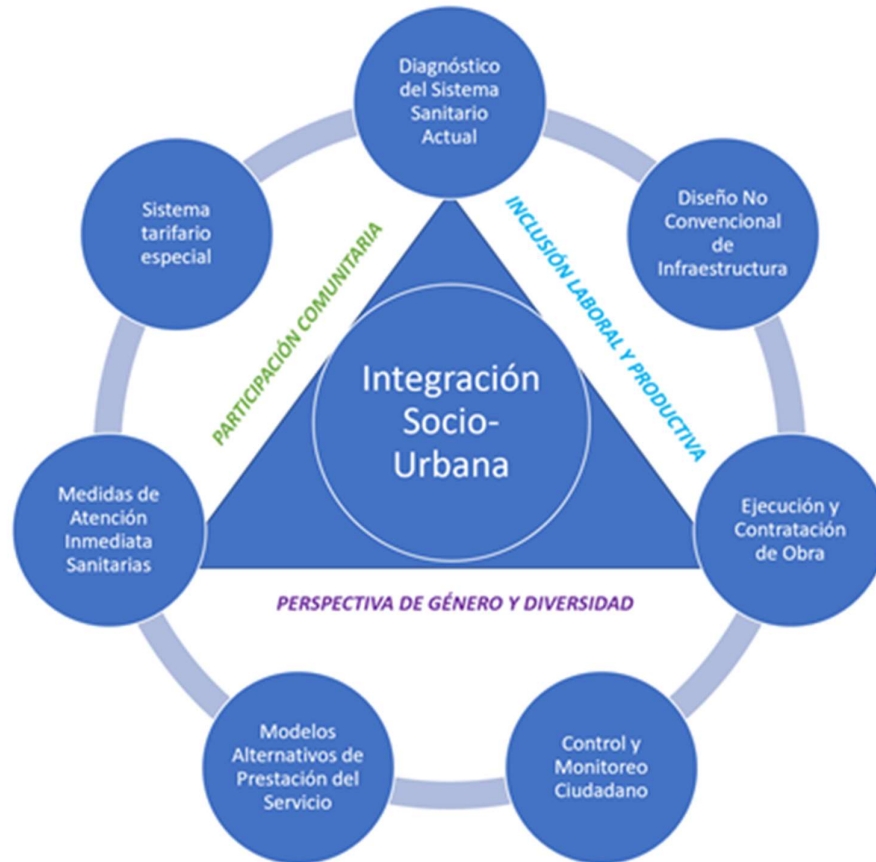 Diagnóstico
del Sistema
Sanitario
Actual
Diseño No
Convencional
de
Infraestructura
Sistema
tarifario
especial
PARTICIPACIÓN COMUNITARIA
INCLUSIÓN LABORAL Y PRODUCTIVA
Integración
Socio-
Urbana
Medidas de
Atención
Inmediata
Sanitarias
Ejecución y
Contratación
de Obra
PERSPECTIVA DE GÉNERO Y DIVERSIDAD
Modelos
Alternativos de
Prestación del
Servicio
Control y
Monitoreo
Ciudadano